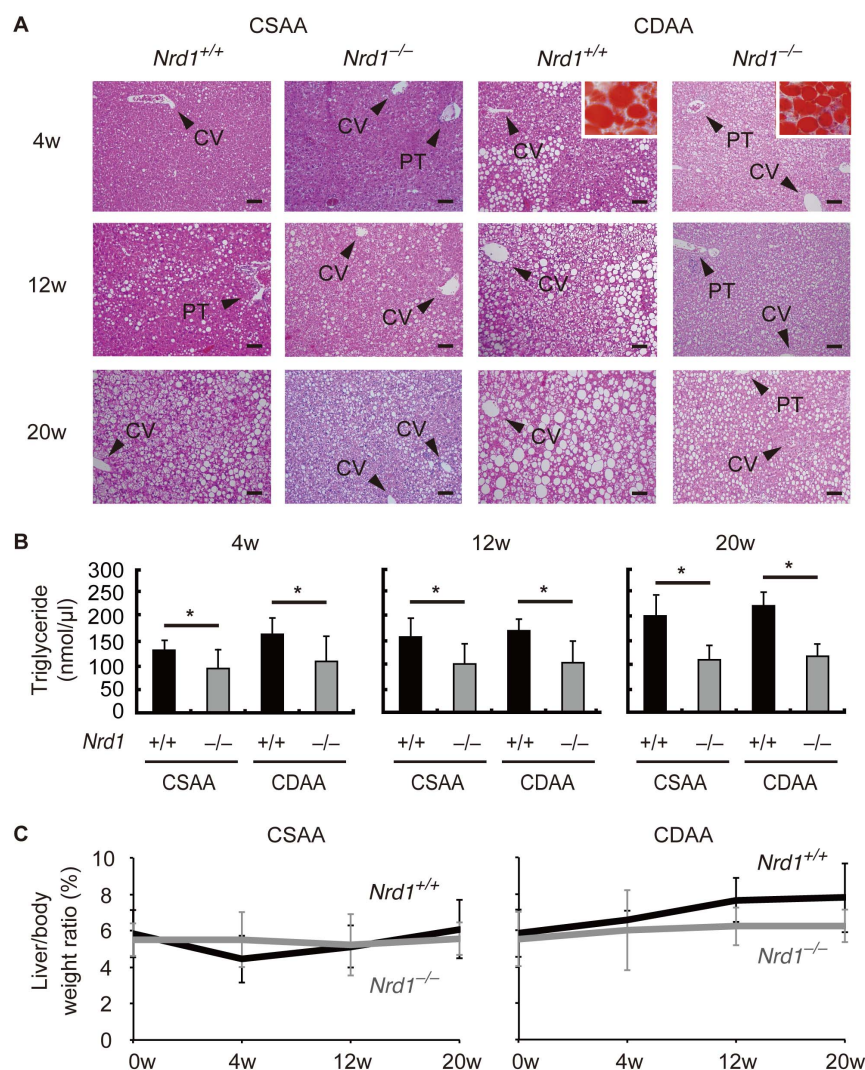 A
CSAA
CDAA
Nrd1+/+
Nrd1–/–
Nrd1+/+
Nrd1–/–
4w
CV
CV
PT
CV
PT
CV
12w
PT
CV
CV
CV
PT
CV
20w
CV
CV
CV
CV
PT
CV
B
4w
12w
20w
Triglyceride
(nmol/µl)
300
250
200
150
100
50
0
* * * * * *
Nrd1 +/+ –/– +/+ –/– +/+ –/– +/+ –/– +/+ –/– +/+ –/–
CSAA CDAA CSAA CDAA CSAA CDAA
C
CSAA
CDAA
Liver/body
weight ratio (%)
10
8
6
4
2
0
Nrd1+/+
Nrd1–/–
Nrd1+/+
Nrd1–/–
0w 4w 12w 20w 0w 4w 12w 20w